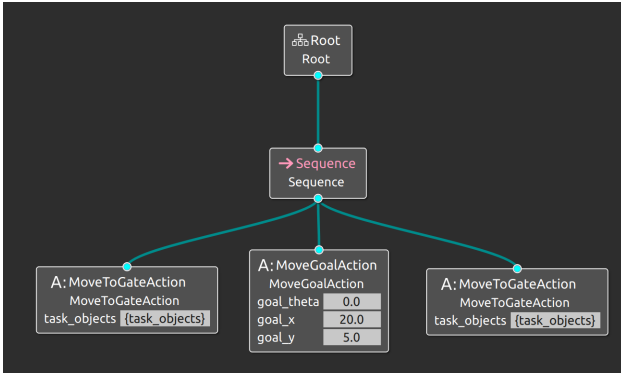 Root
Root
Sequence
Sequence
A: MoveToGateAction
MoveToGateAction
task_objects {task_objects}
A: MoveGoalAction
MoveGoalAction
goal_theta 0.0
goal_x 20.0
goal_y 5.0
A: MoveToGateAction
MoveToGateAction
task_objects {task_objects}